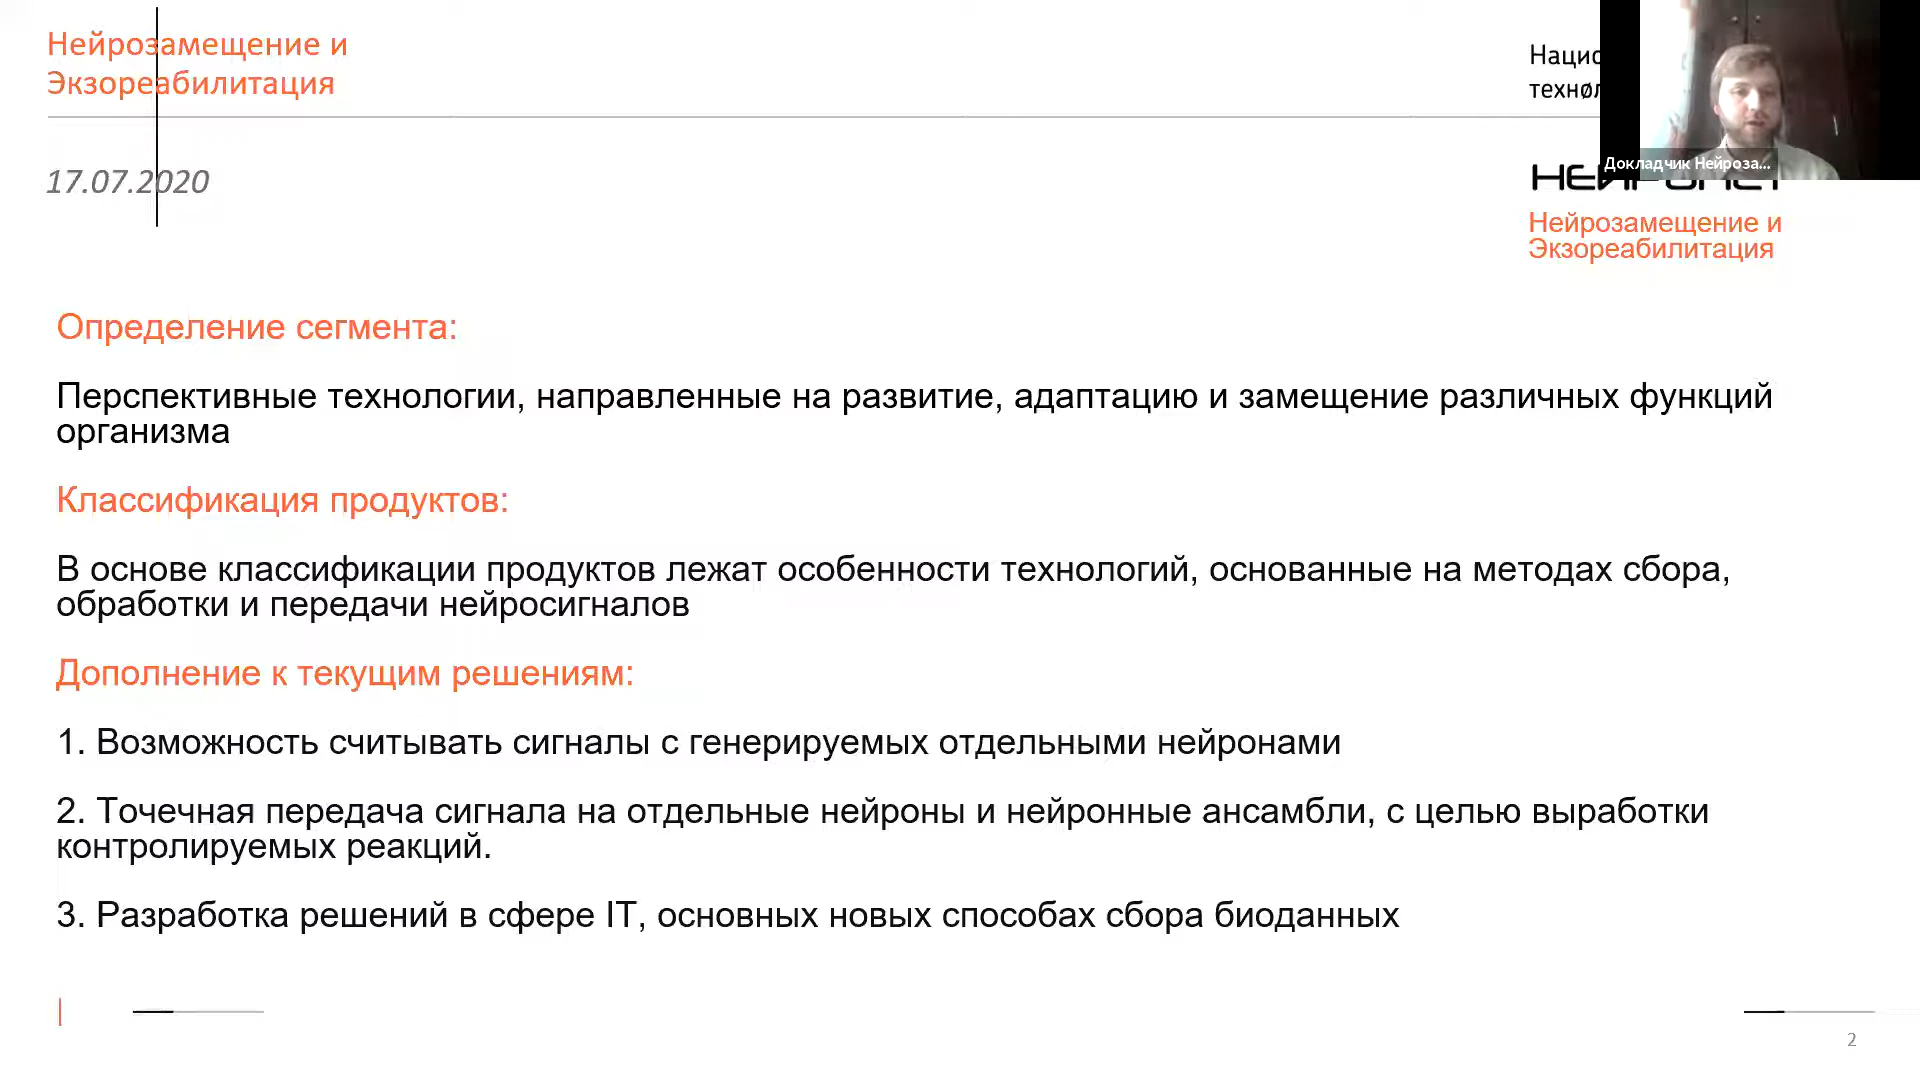 Нейрозамещение и
Экзореабилитация
17.07.2020
Докладчик Нейроза...
Нейрозамещение и
Экзореабилитация
Определение сегмента:
Перспективные технологии, направленные на развитие, адаптацию и замещение различных функций
организма
Классификация продуктов:
В основе классификации продуктов лежат особенности технологий, основанные на методах сбора,
обработки и передачи нейросигналов
Дополнение к текущим решениям:
1. Возможность считывать сигналы с генерируемых отдельными нейронами
2. Точечная передача сигнала на отдельные нейроны и нейронные ансамбли, с целью выработки
контролируемых реакций.
3. Разработка решений в сфере IT, основных новых способах сбора биоданных
2